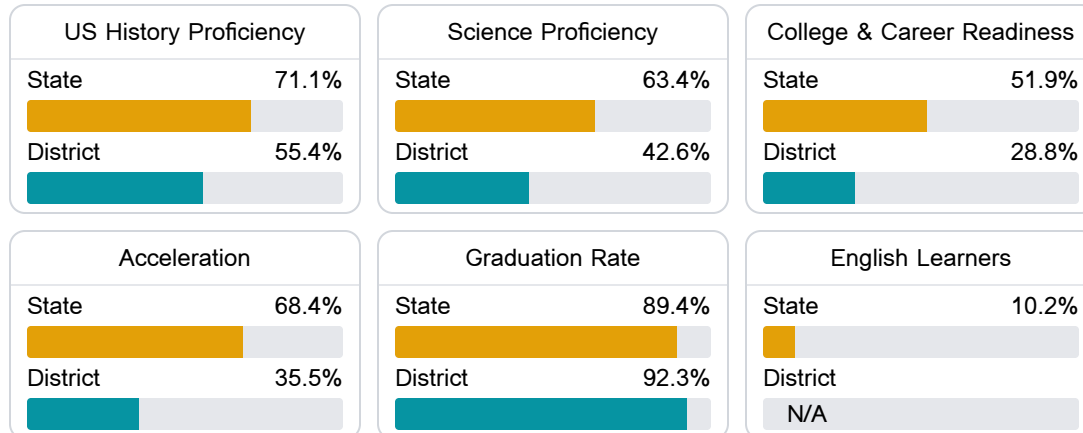 US History Proficiency
State 71.1%
District 55.4%
Science Proficiency
State 63.4%
District 42.6%
College & Career Readiness
State 51.9%
District 28.8%
Acceleration
State 68.4%
District 35.5%
Graduation Rate
State 89.4%
District 92.3%
English Learners
State 10.2%
District
N/A